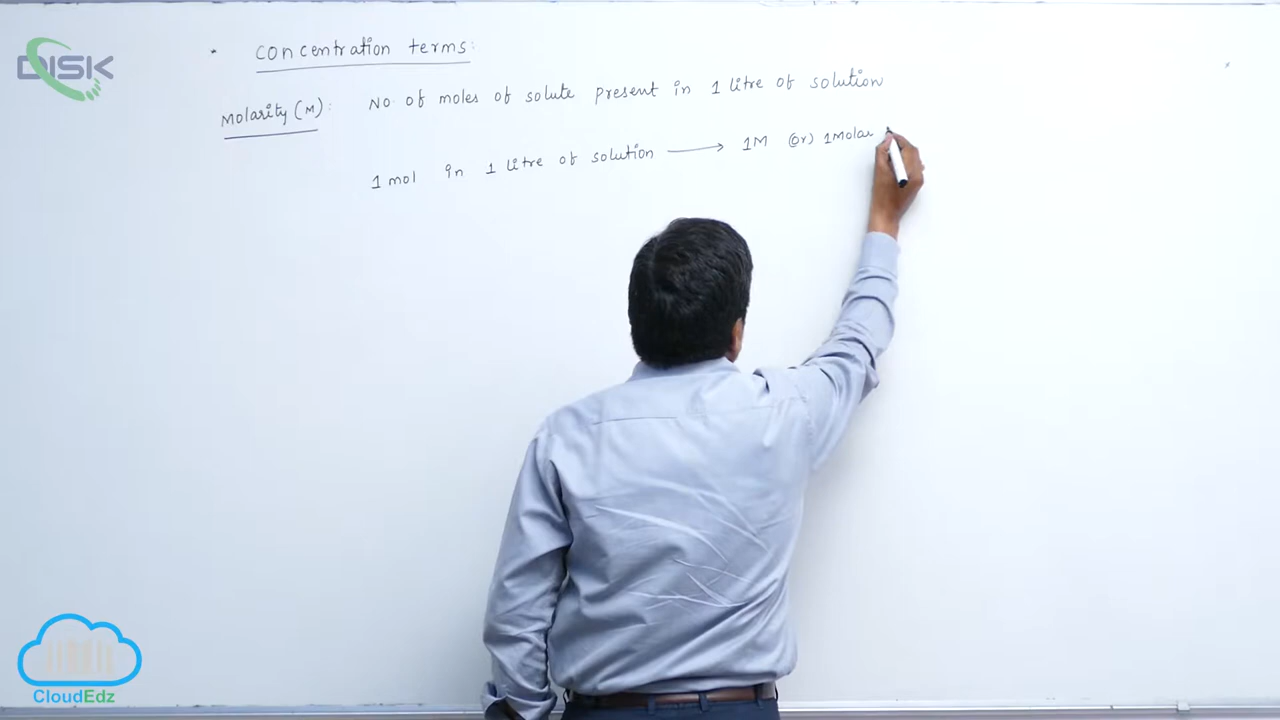 DISK
* Concentration terms:
Molarity (M): No. of moles of solute present in 1 litre of solution
1 mol in 1 litre of solution → 1M (or) 1Molar
CloudEdz